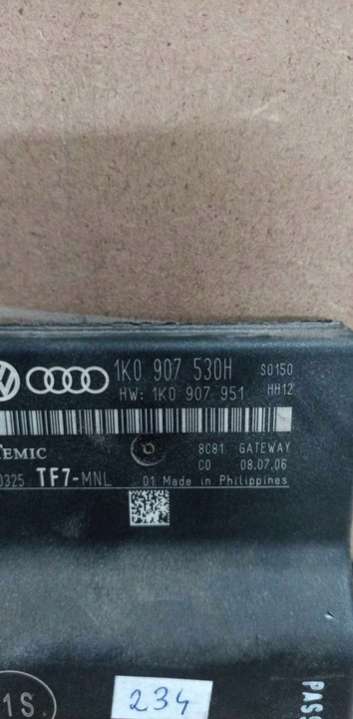 1K0 907 530H S0150
HW: 1K0 907 951 HH12
TEMIC 8C81 GATEWAY
0325 TF7-MNL C0 08.07.06
01 Made in Philippines
1S.
234
PASS